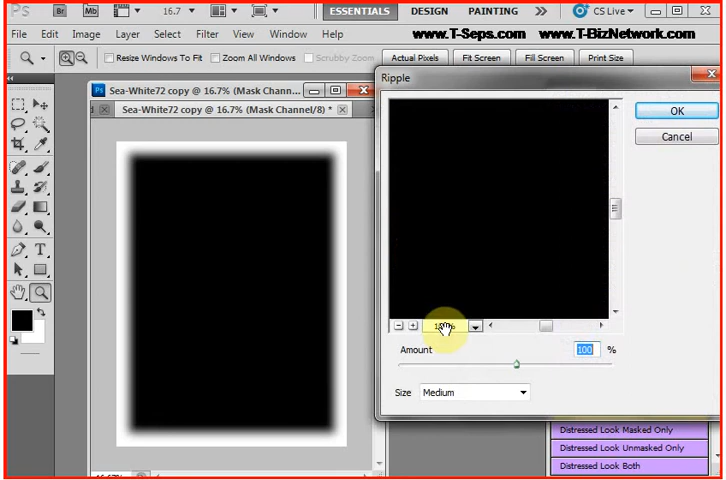 Ps Br Mb 16.7 ESSENTIALS DESIGN PAINTING CS Live
File Edit Image Layer Select Filter View Window Help
www.T-Seps.com www.T-BizNetwork.com
Resize Windows To Fit Zoom All Windows Scrubby Zoom Actual Pixels Fit Screen Fill Screen Print Size
Ripple
Ps Sea-White72 copy @ 16.7% (Mask Chann...
Sea-White72 copy @ 16.7% (Mask Channel/8) *
OK
Cancel
T
Amount 100 %
Size Medium
Distressed Look Masked Only
Distressed Look Unmasked Only
Distressed Look Both
16.67%